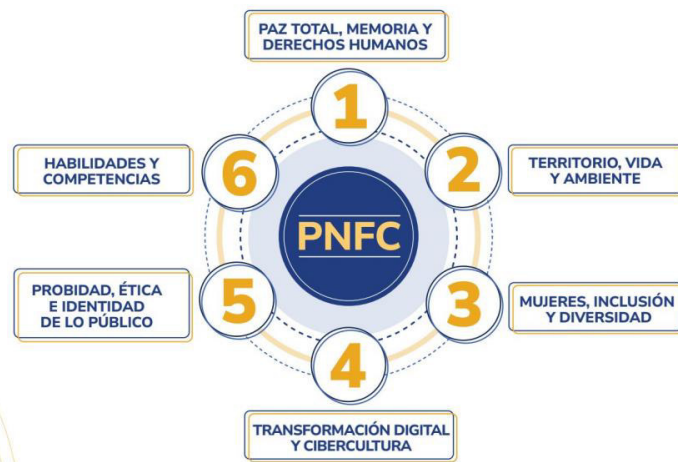 PAZ TOTAL, MEMORIA Y
DERECHOS HUMANOS
1
HABILIDADES Y
COMPETENCIAS
6
2
TERRITORIO, VIDA
Y AMBIENTE
PNFC
PROBIDAD, ÉTICA
E IDENTIDAD
DE LO PÚBLICO
5
3
MUJERES, INCLUSIÓN
Y DIVERSIDAD
4
TRANSFORMACIÓN DIGITAL
Y CIBERCULTURA